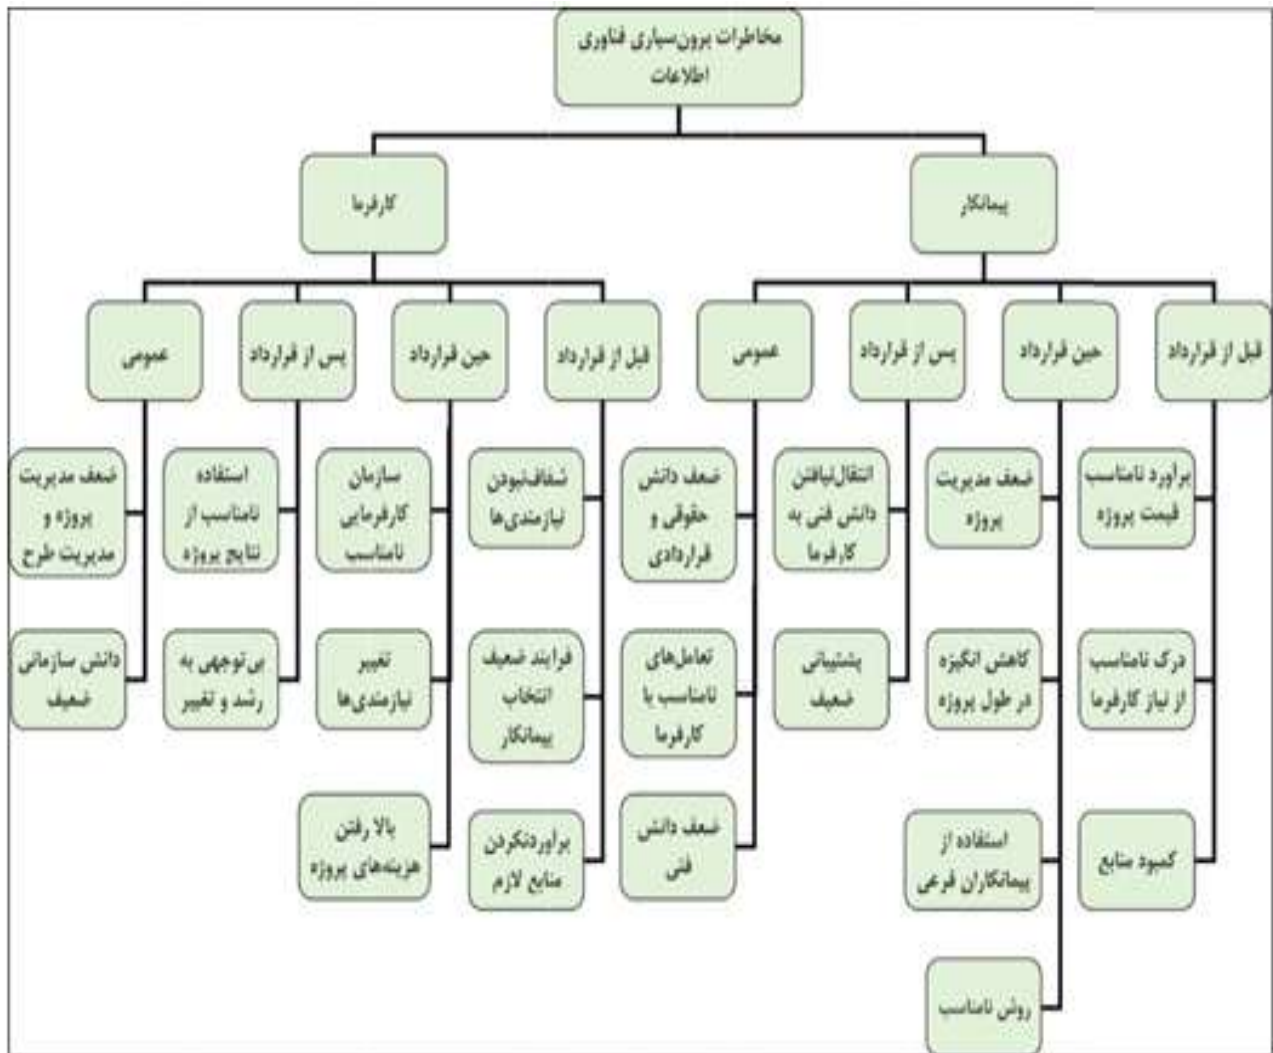 مخاطرات برون‌سپاری فناوری
اطلاعات
پیمانکار
کارفرما
قبل از قرارداد
حین قرارداد
پس از قرارداد
عمومی
قبل از قرارداد
حین قرارداد
پس از قرارداد
عمومی
برآورد نامناسب
قیمت پروژه
ضعف مدیریت
پروژه
انتقال‌نیافتن
دانش فنی به
کارفرما
ضعف دانش
حقوقی و
قراردادی
شفاف‌نبودن
نیازمندی‌ها
سازمان
کارفرمایی
نامناسب
استفاده
نامناسب از
نتایج پروژه
ضعف مدیریت
پروژه و
مدیریت طرح
درک نامناسب
از نیاز کارفرما
کاهش انگیزه
در طول پروژه
پشتیبانی
ضعیف
تعامل‌های
نامناسب با
کارفرما
فرایند ضعیف
انتخاب
پیمانکار
تغییر
نیازمندی‌ها
بی‌توجهی به
رشد و تغییر
دانش سازمانی
ضعیف
کمبود منابع
استفاده از
پیمانکاران فرعی
ضعف دانش
فنی
برآوردنکردن
منابع لازم
بالا رفتن
هزینه‌های پروژه
روش نامناسب